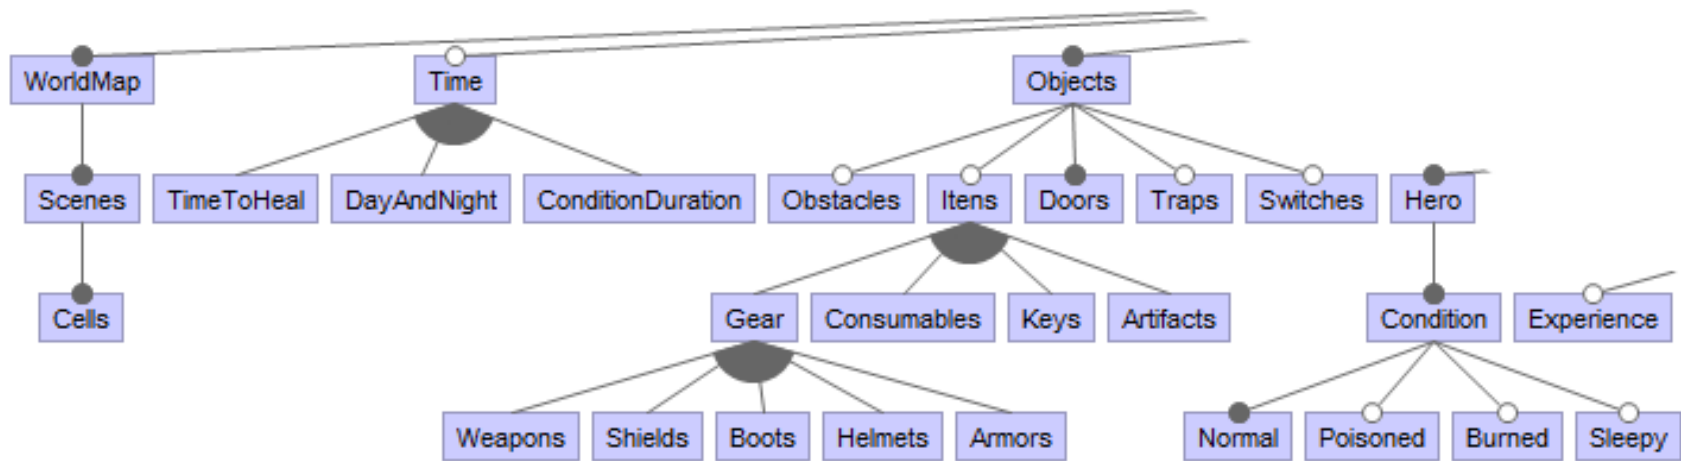 WorldMap
Time
Objects
Scenes
TimeToHeal
DayAndNight
ConditionDuration
Obstacles
Itens
Doors
Traps
Switches
Hero
Cells
Gear
Consumables
Keys
Artifacts
Condition
Experience
Weapons
Shields
Boots
Helmets
Armors
Normal
Poisoned
Burned
Sleepy